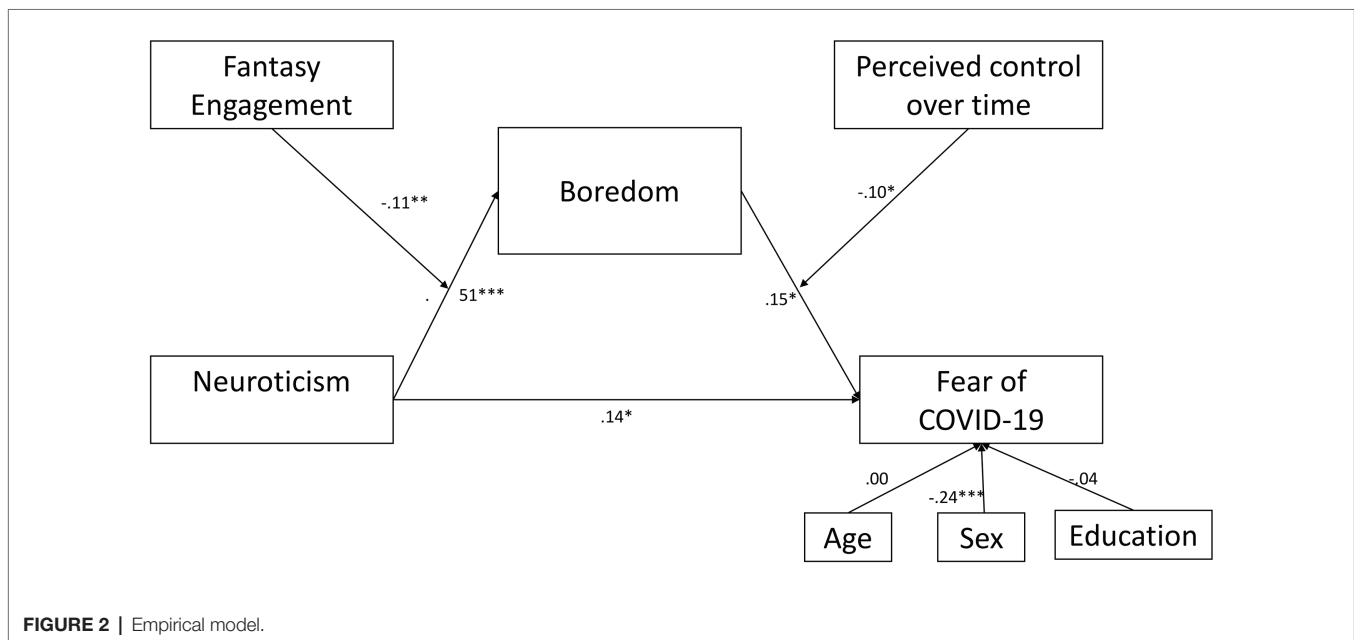 Fantasy
Engagement
Perceived control
over time
Boredom
-.11**
-.10*
. 51***
.15*
Neuroticism
Fear of
COVID-19
.14*
.00
-.24***
-.04
Age
Sex
Education
FIGURE 2 | Empirical model.